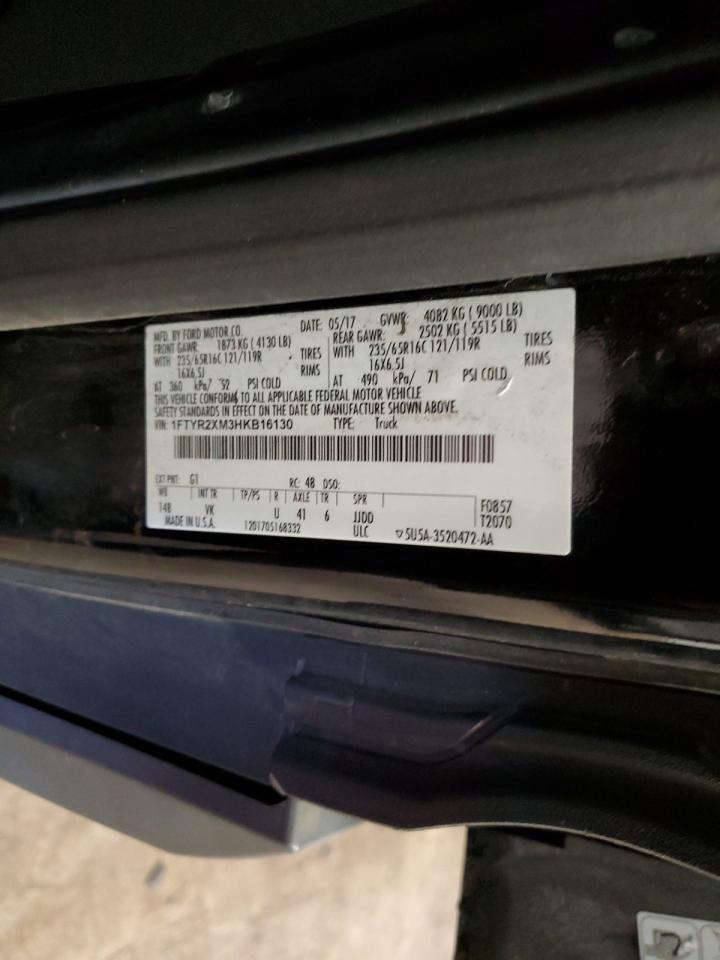 MFD. BY FORD MOTOR CO. DATE: 05/17 GVWR: 4082 KG ( 9000 LB)
FRONT GAWR: 1873 KG ( 4130 LB) REAR GAWR: 2502 KG ( 5515 LB)
WITH 235/65R16C 121/119R TIRES WITH 235/65R16C 121/119R TIRES
16X6.5J RIMS 16X6.5J RIMS
AT 360 kPa/ 52 PSI COLD AT 490 kPa/ 71 PSI COLD
THIS VEHICLE CONFORMS TO ALL APPLICABLE FEDERAL MOTOR VEHICLE
SAFETY STANDARDS IN EFFECT ON THE DATE OF MANUFACTURE SHOWN ABOVE.
VIN: 1FTYR2XM3HKB16130 TYPE: Truck
EXT PNT: G1 RC: 48 DSO:
WB INT TR TP/PS R AXLE TR SPR F0857
148 VK U 41 6 JJDD T2070
MADE IN U.S.A. 1201705168332 ULC ▽5U5A-3520472-AA